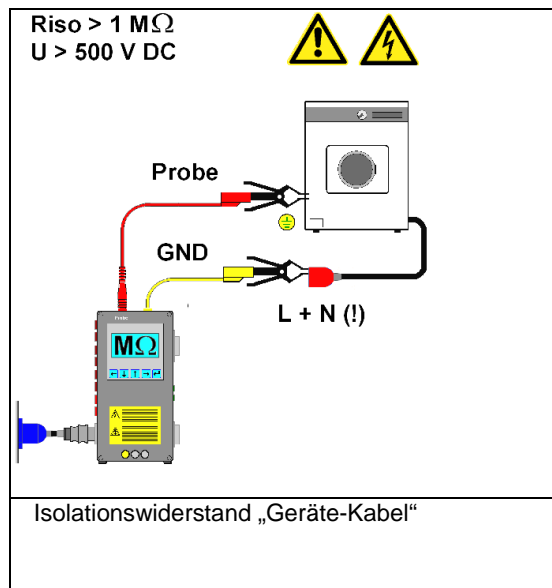 Riso > 1 MΩ
U > 500 V DC
Probe
GND
L + N (!)
MΩ
Isolationswiderstand „Geräte-Kabel“